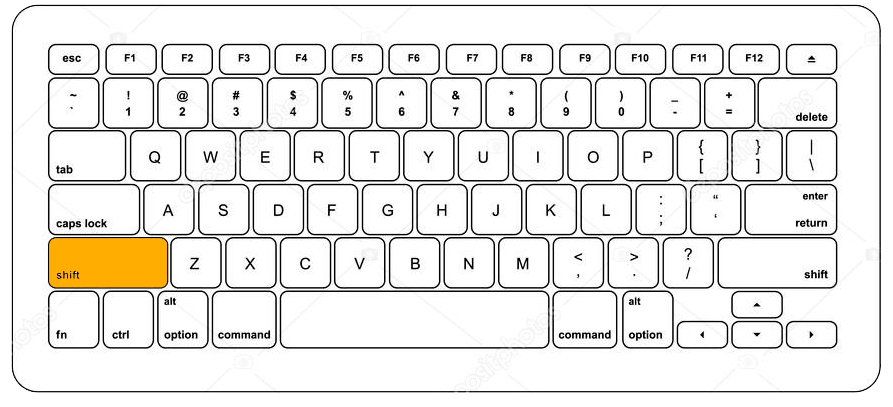 esc F1 F2 F3 F4 F5 F6 F7 F8 F9 F10 F11 F12
~ ! @ # $ % ^ & * ( ) _ +
` 1 2 3 4 5 6 7 8 9 0 - = delete
tab Q W E R T Y U I O P { [ } ] | \
caps lock A S D F G H J K L : ; “ ‘ enter return
shift Z X C V B N M < , > . ? / shift
fn ctrl alt option command command alt option